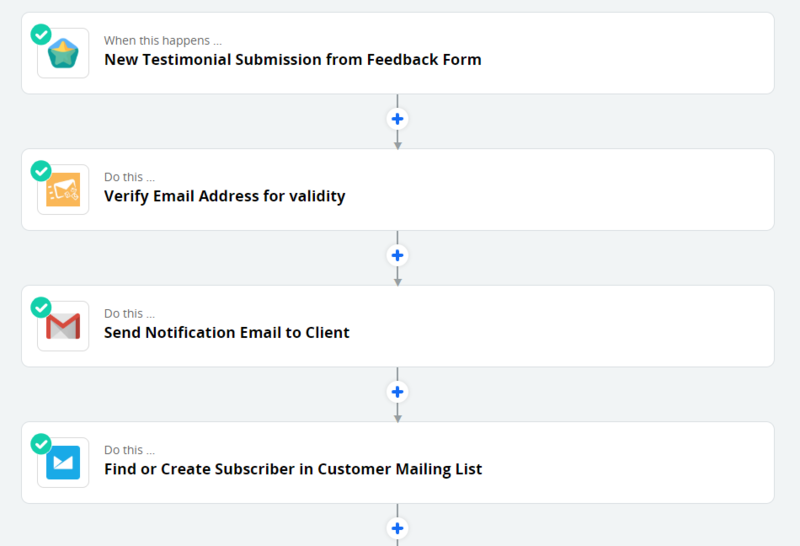 When this happens ...
New Testimonial Submission from Feedback Form
Do this ...
Verify Email Address for validity
Do this ...
Send Notification Email to Client
Do this ...
Find or Create Subscriber in Customer Mailing List